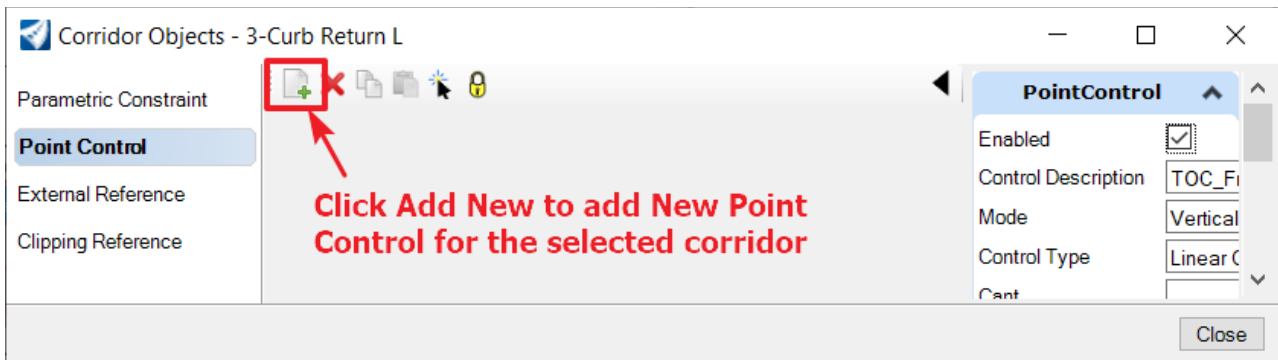 Corridor Objects - 3-Curb Return L
Parametric Constraint
Point Control
External Reference
Clipping Reference
Click Add New to add New Point
Control for the selected corridor
PointControl
Enabled
Control Description TOC_Fr
Mode Vertical
Control Type Linear C
Cant
Close